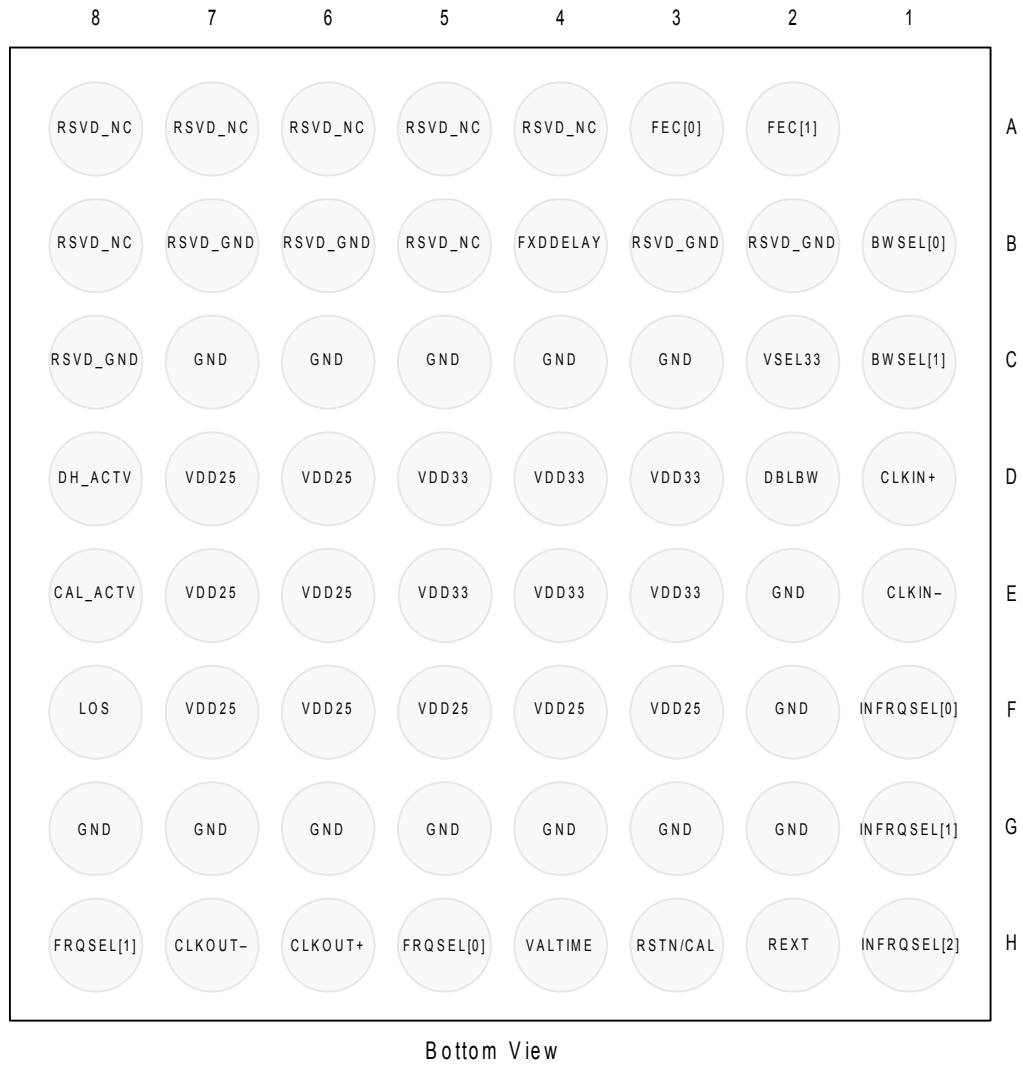 8 7 6 5 4 3 2 1
RSVD_NC RSVD_NC RSVD_NC RSVD_NC RSVD_NC FEC[0] FEC[1] A
RSVD_NC RSVD_GND RSVD_GND RSVD_NC FXDDELAY RSVD_GND RSVD_GND BWSEL[0] B
RSVD_GND GND GND GND GND GND VSEL33 BWSEL[1] C
DH_ACTV VDD25 VDD25 VDD33 VDD33 VDD33 DBLBW CLKIN+ D
CAL_ACTV VDD25 VDD25 VDD33 VDD33 VDD33 GND CLKIN– E
LOS VDD25 VDD25 VDD25 VDD25 VDD25 GND INFRQSEL[0] F
GND GND GND GND GND GND GND INFRQSEL[1] G
FRQSEL[1] CLKOUT– CLKOUT+ FRQSEL[0] VALTIME RSTN/CAL REXT INFRQSEL[2] H
Bottom View